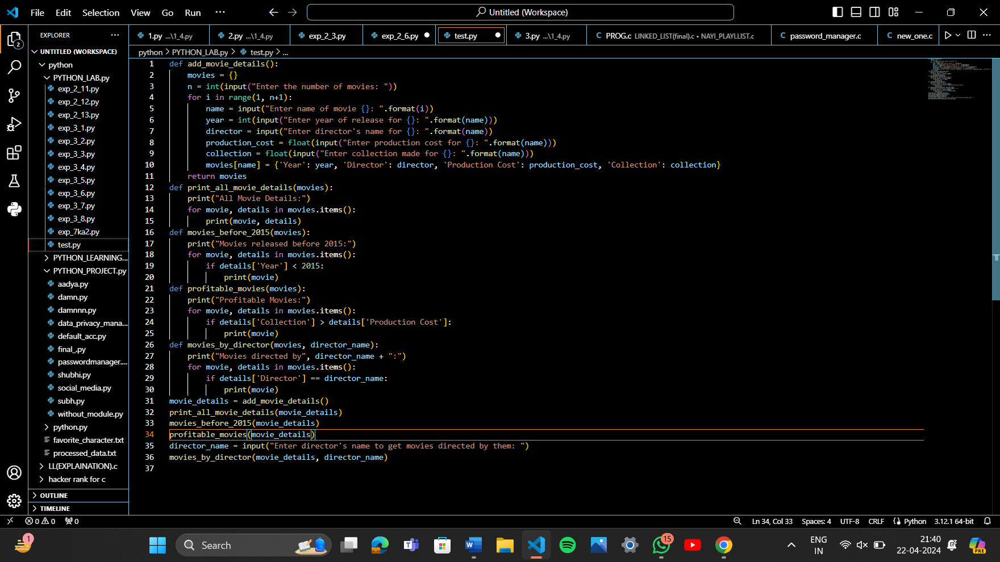 File Edit Selection View Go Run ···
Untitled (Workspace)
EXPLORER ···
1.py ...\1_4.py 2.py ...\1_4.py exp_2_3.py exp_2_6.py test.py 3.py ...\1_4.py PROG.c LINKED_LIST(final).c • NAYI_PLAYLLIST.c password_manager.c new_one.c
python > PYTHON_LAB.py > test.py > ...
UNTITLED (WORKSPACE)
python
PYTHON_LAB.py
exp_2_11.py
exp_2_12.py
exp_2_13.py
exp_3_1.py
exp_3_2.py
exp_3_3.py
exp_3_4.py
exp_3_5.py
exp_3_6.py
exp_3_7.py
exp_3_8.py
exp_7ka2.py
test.py
PYTHON_LEARNING...
PYTHON_PROJECT.py
aadya.py
damn.py
damnnn.py
data_privacy_mana...
default_acc.py
final_.py
passwordmanager....
shubhi.py
social_media.py
subh.py
without_module.py
python.py
favorite_character.txt
processed_data.txt
LL(EXPLAINATION).c
hacker rank for c
OUTLINE
TIMELINE
1 def add_movie_details():
2     movies = {}
3     n = int(input("Enter the number of movies: "))
4     for i in range(1, n+1):
5         name = input("Enter name of movie {}: ".format(i))
6         year = int(input("Enter year of release for {}: ".format(name)))
7         director = input("Enter director's name for {}: ".format(name))
8         production_cost = float(input("Enter production cost for {}: ".format(name)))
9         collection = float(input("Enter collection made for {}: ".format(name)))
10         movies[name] = {'Year': year, 'Director': director, 'Production Cost': production_cost, 'Collection': collection}
11     return movies
12 def print_all_movie_details(movies):
13     print("All Movie Details:")
14     for movie, details in movies.items():
15         print(movie, details)
16 def movies_before_2015(movies):
17     print("Movies released before 2015:")
18     for movie, details in movies.items():
19         if details['Year'] < 2015:
20             print(movie)
21 def profitable_movies(movies):
22     print("Profitable Movies:")
23     for movie, details in movies.items():
24         if details['Collection'] > details['Production Cost']:
25             print(movie)
26 def movies_by_director(movies, director_name):
27     print("Movies directed by", director_name + ":")
28     for movie, details in movies.items():
29         if details['Director'] == director_name:
30             print(movie)
31 movie_details = add_movie_details()
32 print_all_movie_details(movie_details)
33 movies_before_2015(movie_details)
34 profitable_movies(movie_details)
35 director_name = input("Enter director's name to get movies directed by them: ")
36 movies_by_director(movie_details, director_name)
37
0 0 0
Ln 34, Col 33 Spaces: 4 UTF-8 CRLF Python 3.12.1 64-bit
1 Search 15 ENG 21:40
IN 22-04-2024 PRE